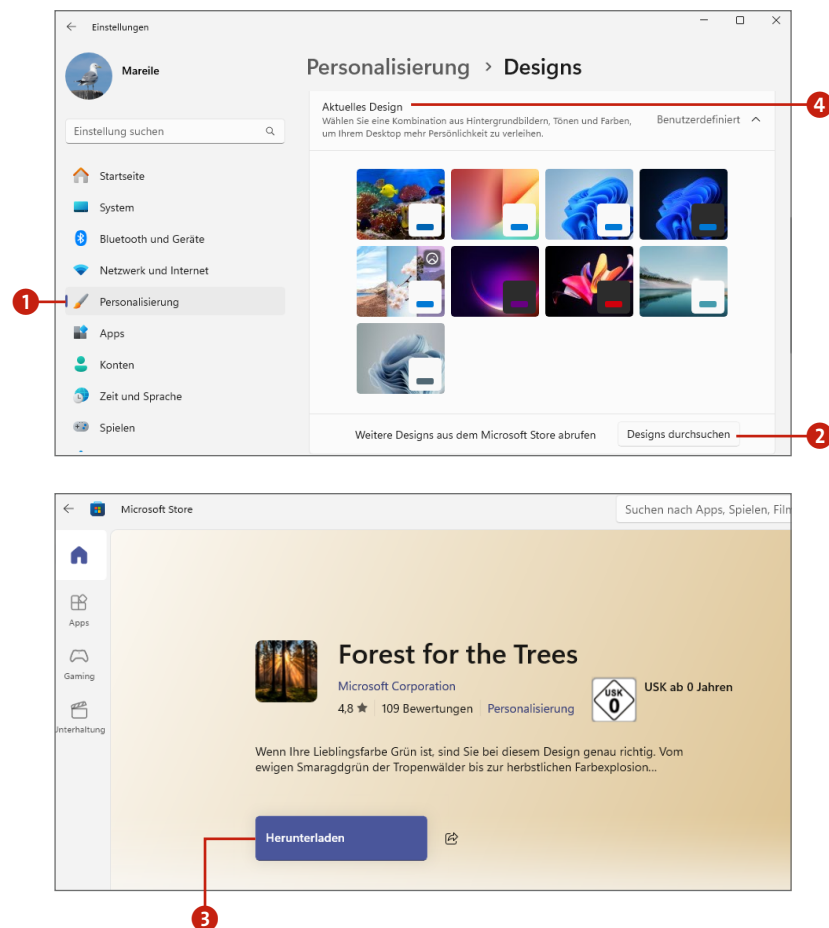 Einstellungen
Mareile
Einstellung suchen
Startseite
System
Bluetooth und Geräte
Netzwerk und Internet
1
Personalisierung
Apps
Konten
Zeit und Sprache
Spielen
Personalisierung > Designs
Aktuelles Design
4
Wählen Sie eine Kombination aus Hintergrundbildern, Tönen und Farben,
um Ihrem Desktop mehr Persönlichkeit zu verleihen.
Benutzerdefiniert
Weitere Designs aus dem Microsoft Store abrufen
Designs durchsuchen
2
Microsoft Store
Suchen nach Apps, Spielen, Film
Apps
Gaming
Unterhaltung
Forest for the Trees
Microsoft Corporation
4,8 ★ 109 Bewertungen Personalisierung
USK
0
USK ab 0 Jahren
Wenn Ihre Lieblingsfarbe Grün ist, sind Sie bei diesem Design genau richtig. Vom
ewigen Smaragdgrün der Tropenwälder bis zur herbstlichen Farbexplosion...
Herunterladen
3